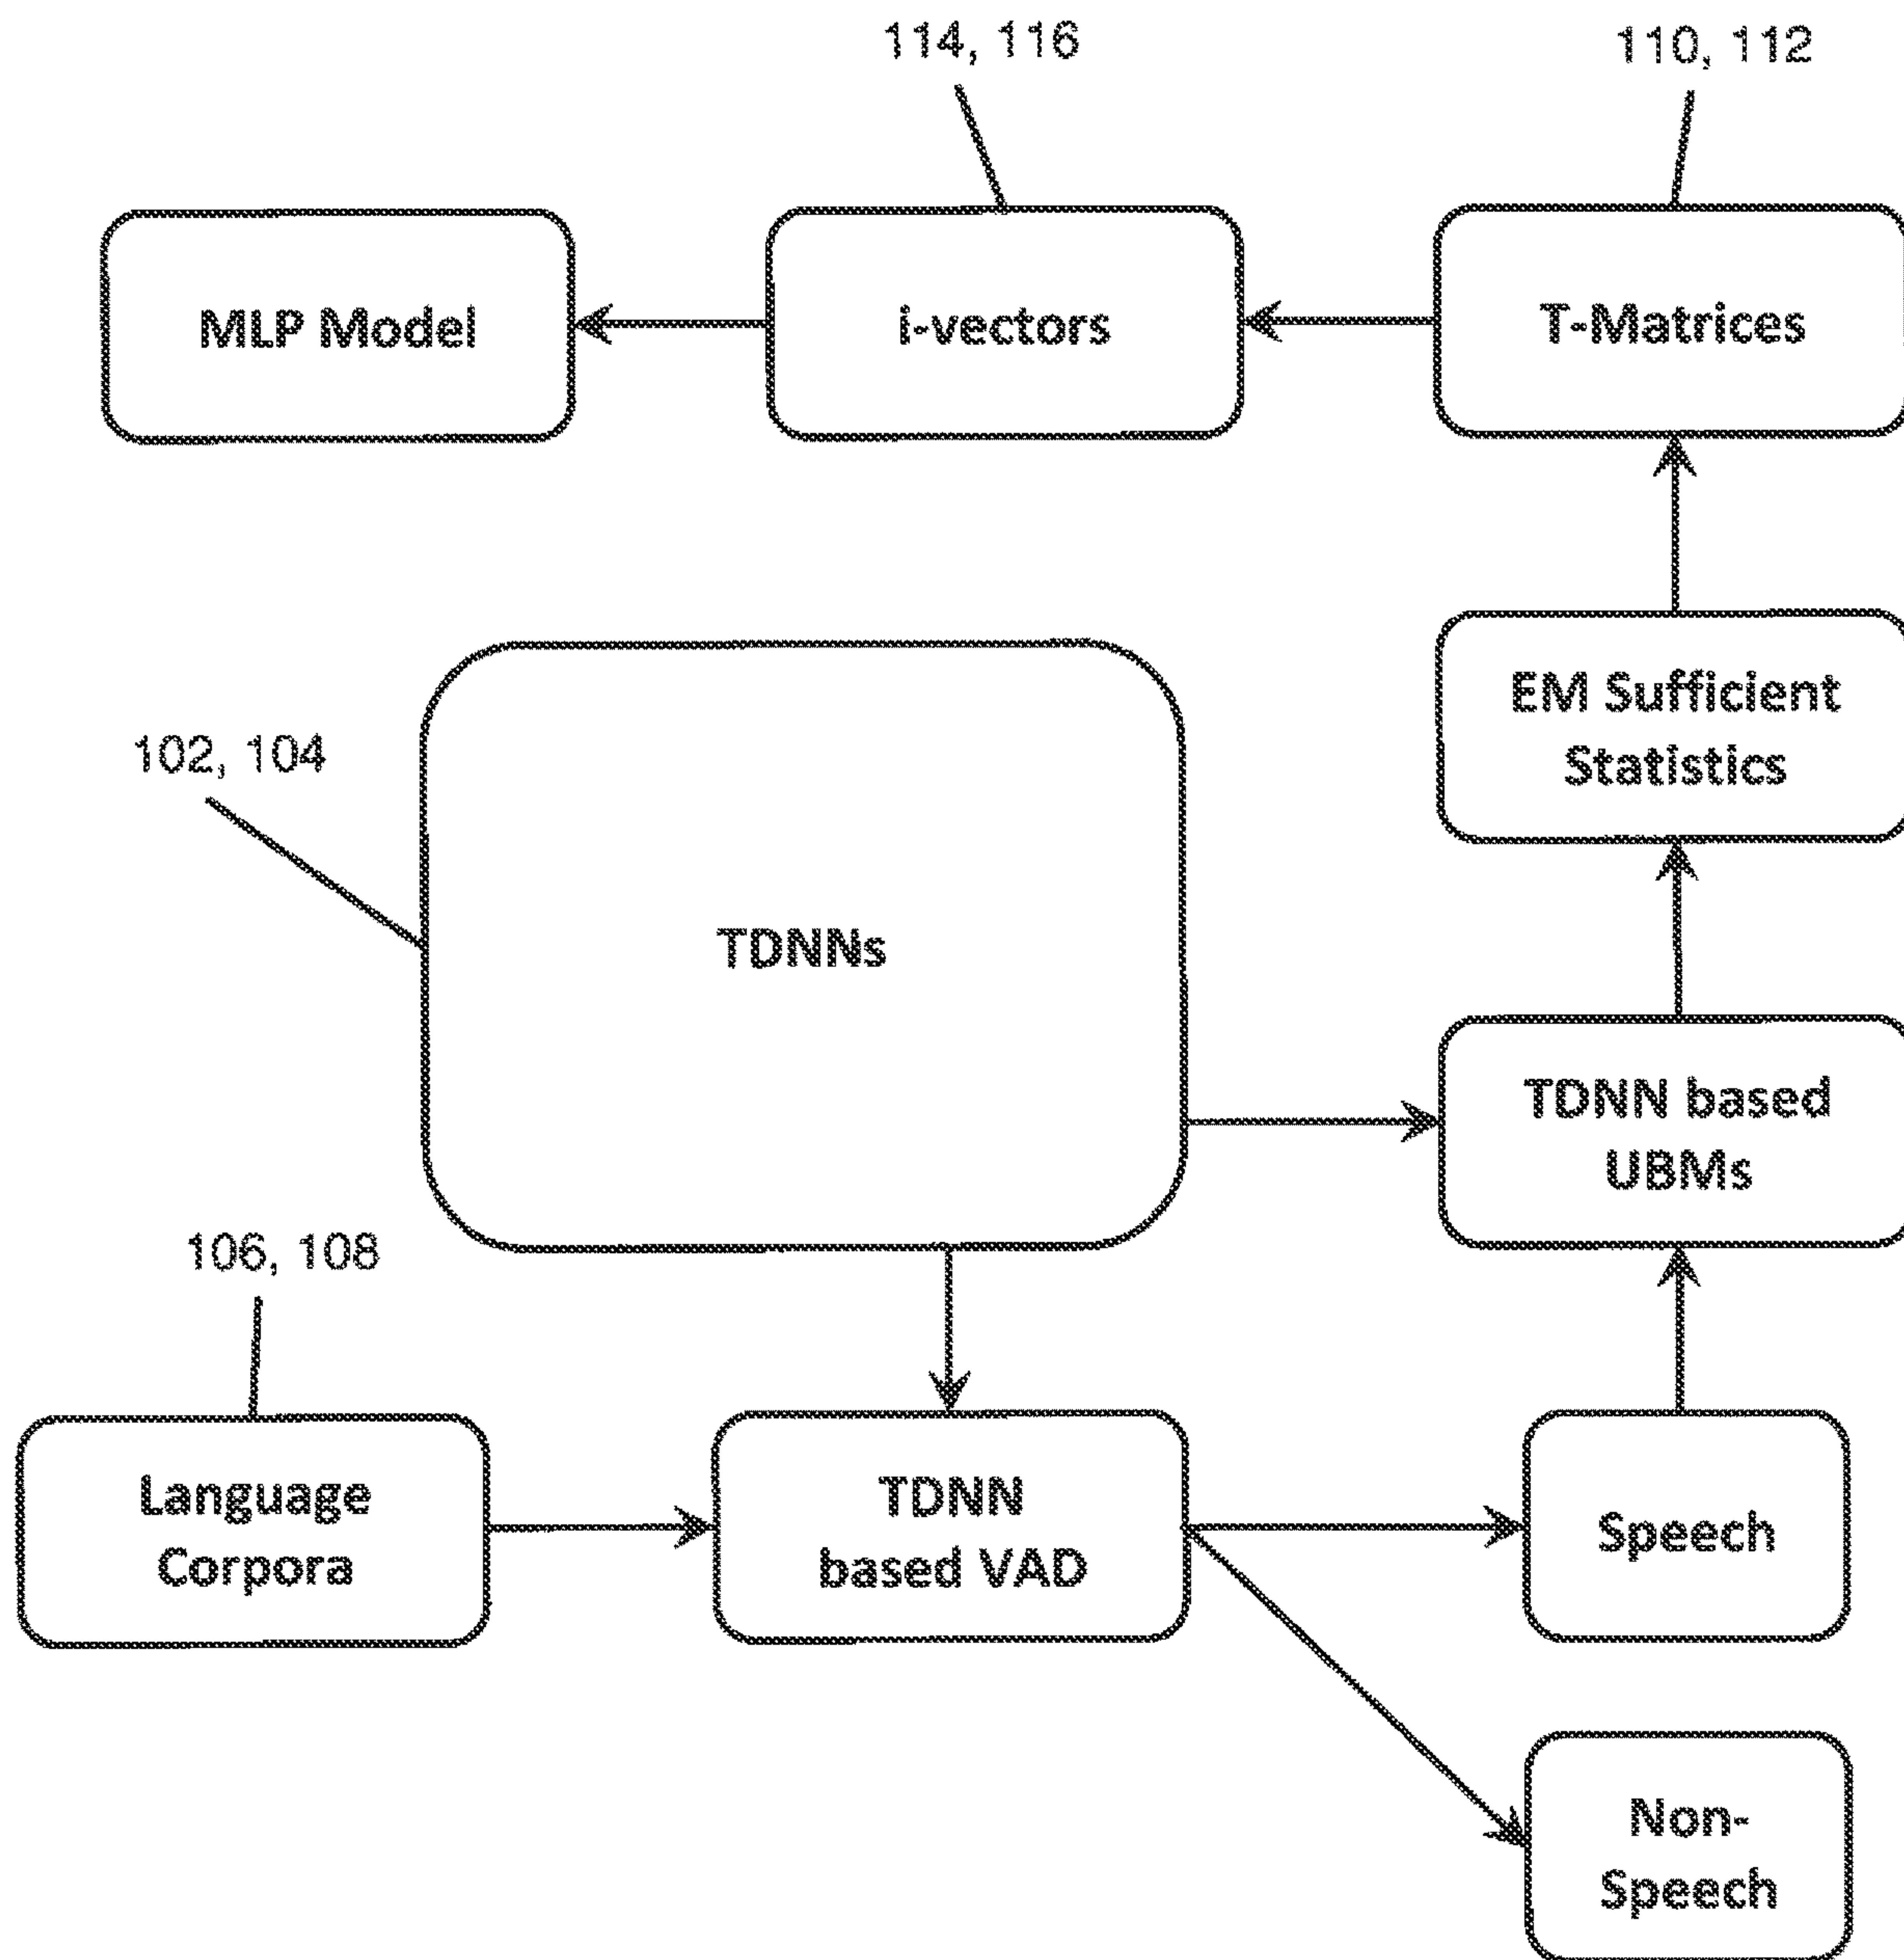 114, 116
110, 112
MLP Model
i-vectors
T-Matrices
EM Sufficient
Statistics
102, 104
TDNNs
TDNN based
UBMs
106, 108
Language
Corpora
TDNN
based VAD
Speech
Non-
Speech